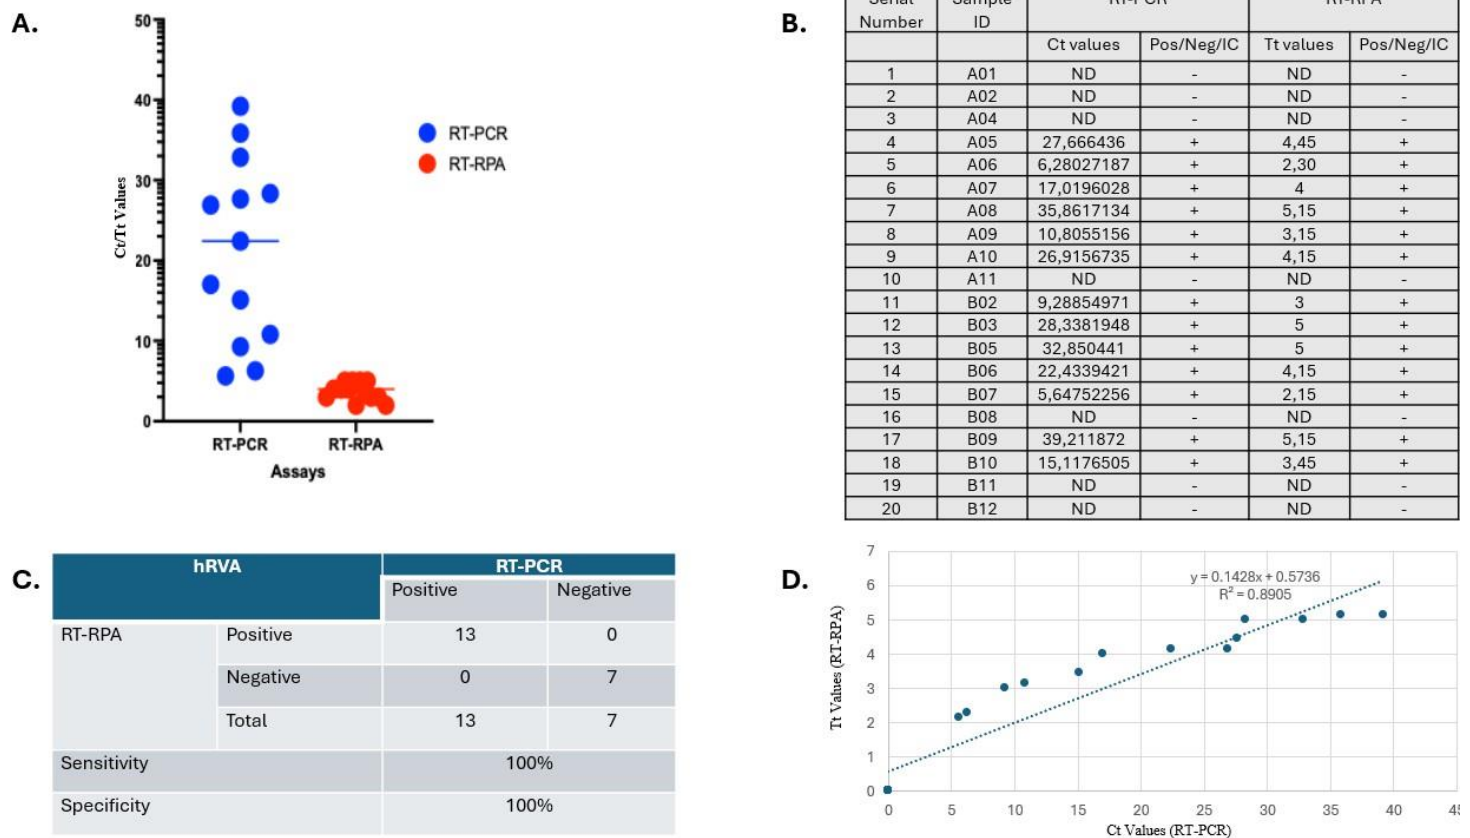 A.
50
40
30
20
10
0
Ct/Tt Values
RT-PCR
RT-RPA
RT-PCR RT-RPA
Assays
B.
Number ID
Ct values Pos/Neg/IC Tt values Pos/Neg/IC
1 A01 ND - ND -
2 A02 ND - ND -
3 A04 ND - ND -
4 A05 27,666436 + 4,45 +
5 A06 6,28027187 + 2,30 +
6 A07 17,0196028 + 4 +
7 A08 35,8617134 + 5,15 +
8 A09 10,8055156 + 3,15 +
9 A10 26,9156735 + 4,15 +
10 A11 ND - ND -
11 B02 9,28854971 + 3 +
12 B03 28,3381948 + 5 +
13 B05 32,850441 + 5 +
14 B06 22,4339421 + 4,15 +
15 B07 5,64752256 + 2,15 +
16 B08 ND - ND -
17 B09 39,211872 + 5,15 +
18 B10 15,1176505 + 3,45 +
19 B11 ND - ND -
20 B12 ND - ND -
C.
hRVA RT-PCR
Positive Negative
RT-RPA Positive 13 0
Negative 0 7
Total 13 7
Sensitivity 100%
Specificity 100%
D.
7
6
5
4
3
2
1
0
Tt Values (RT-RPA)
y = 0.1428x + 0.5736
R² = 0.8905
0 5 10 15 20 25 30 35 40 45
Ct Values (RT-PCR)